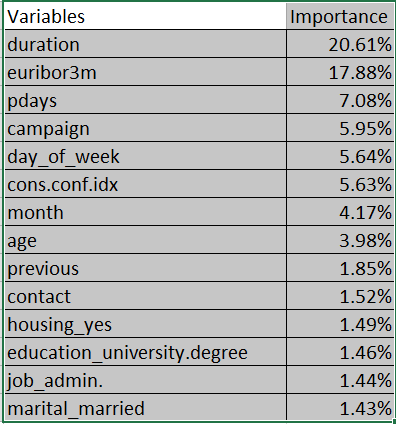 Variables Importance
duration 20.61%
euribor3m 17.88%
pdays 7.08%
campaign 5.95%
day_of_week 5.64%
cons.conf.idx 5.63%
month 4.17%
age 3.98%
previous 1.85%
contact 1.52%
housing_yes 1.49%
education_university.degree 1.46%
job_admin. 1.44%
marital_married 1.43%